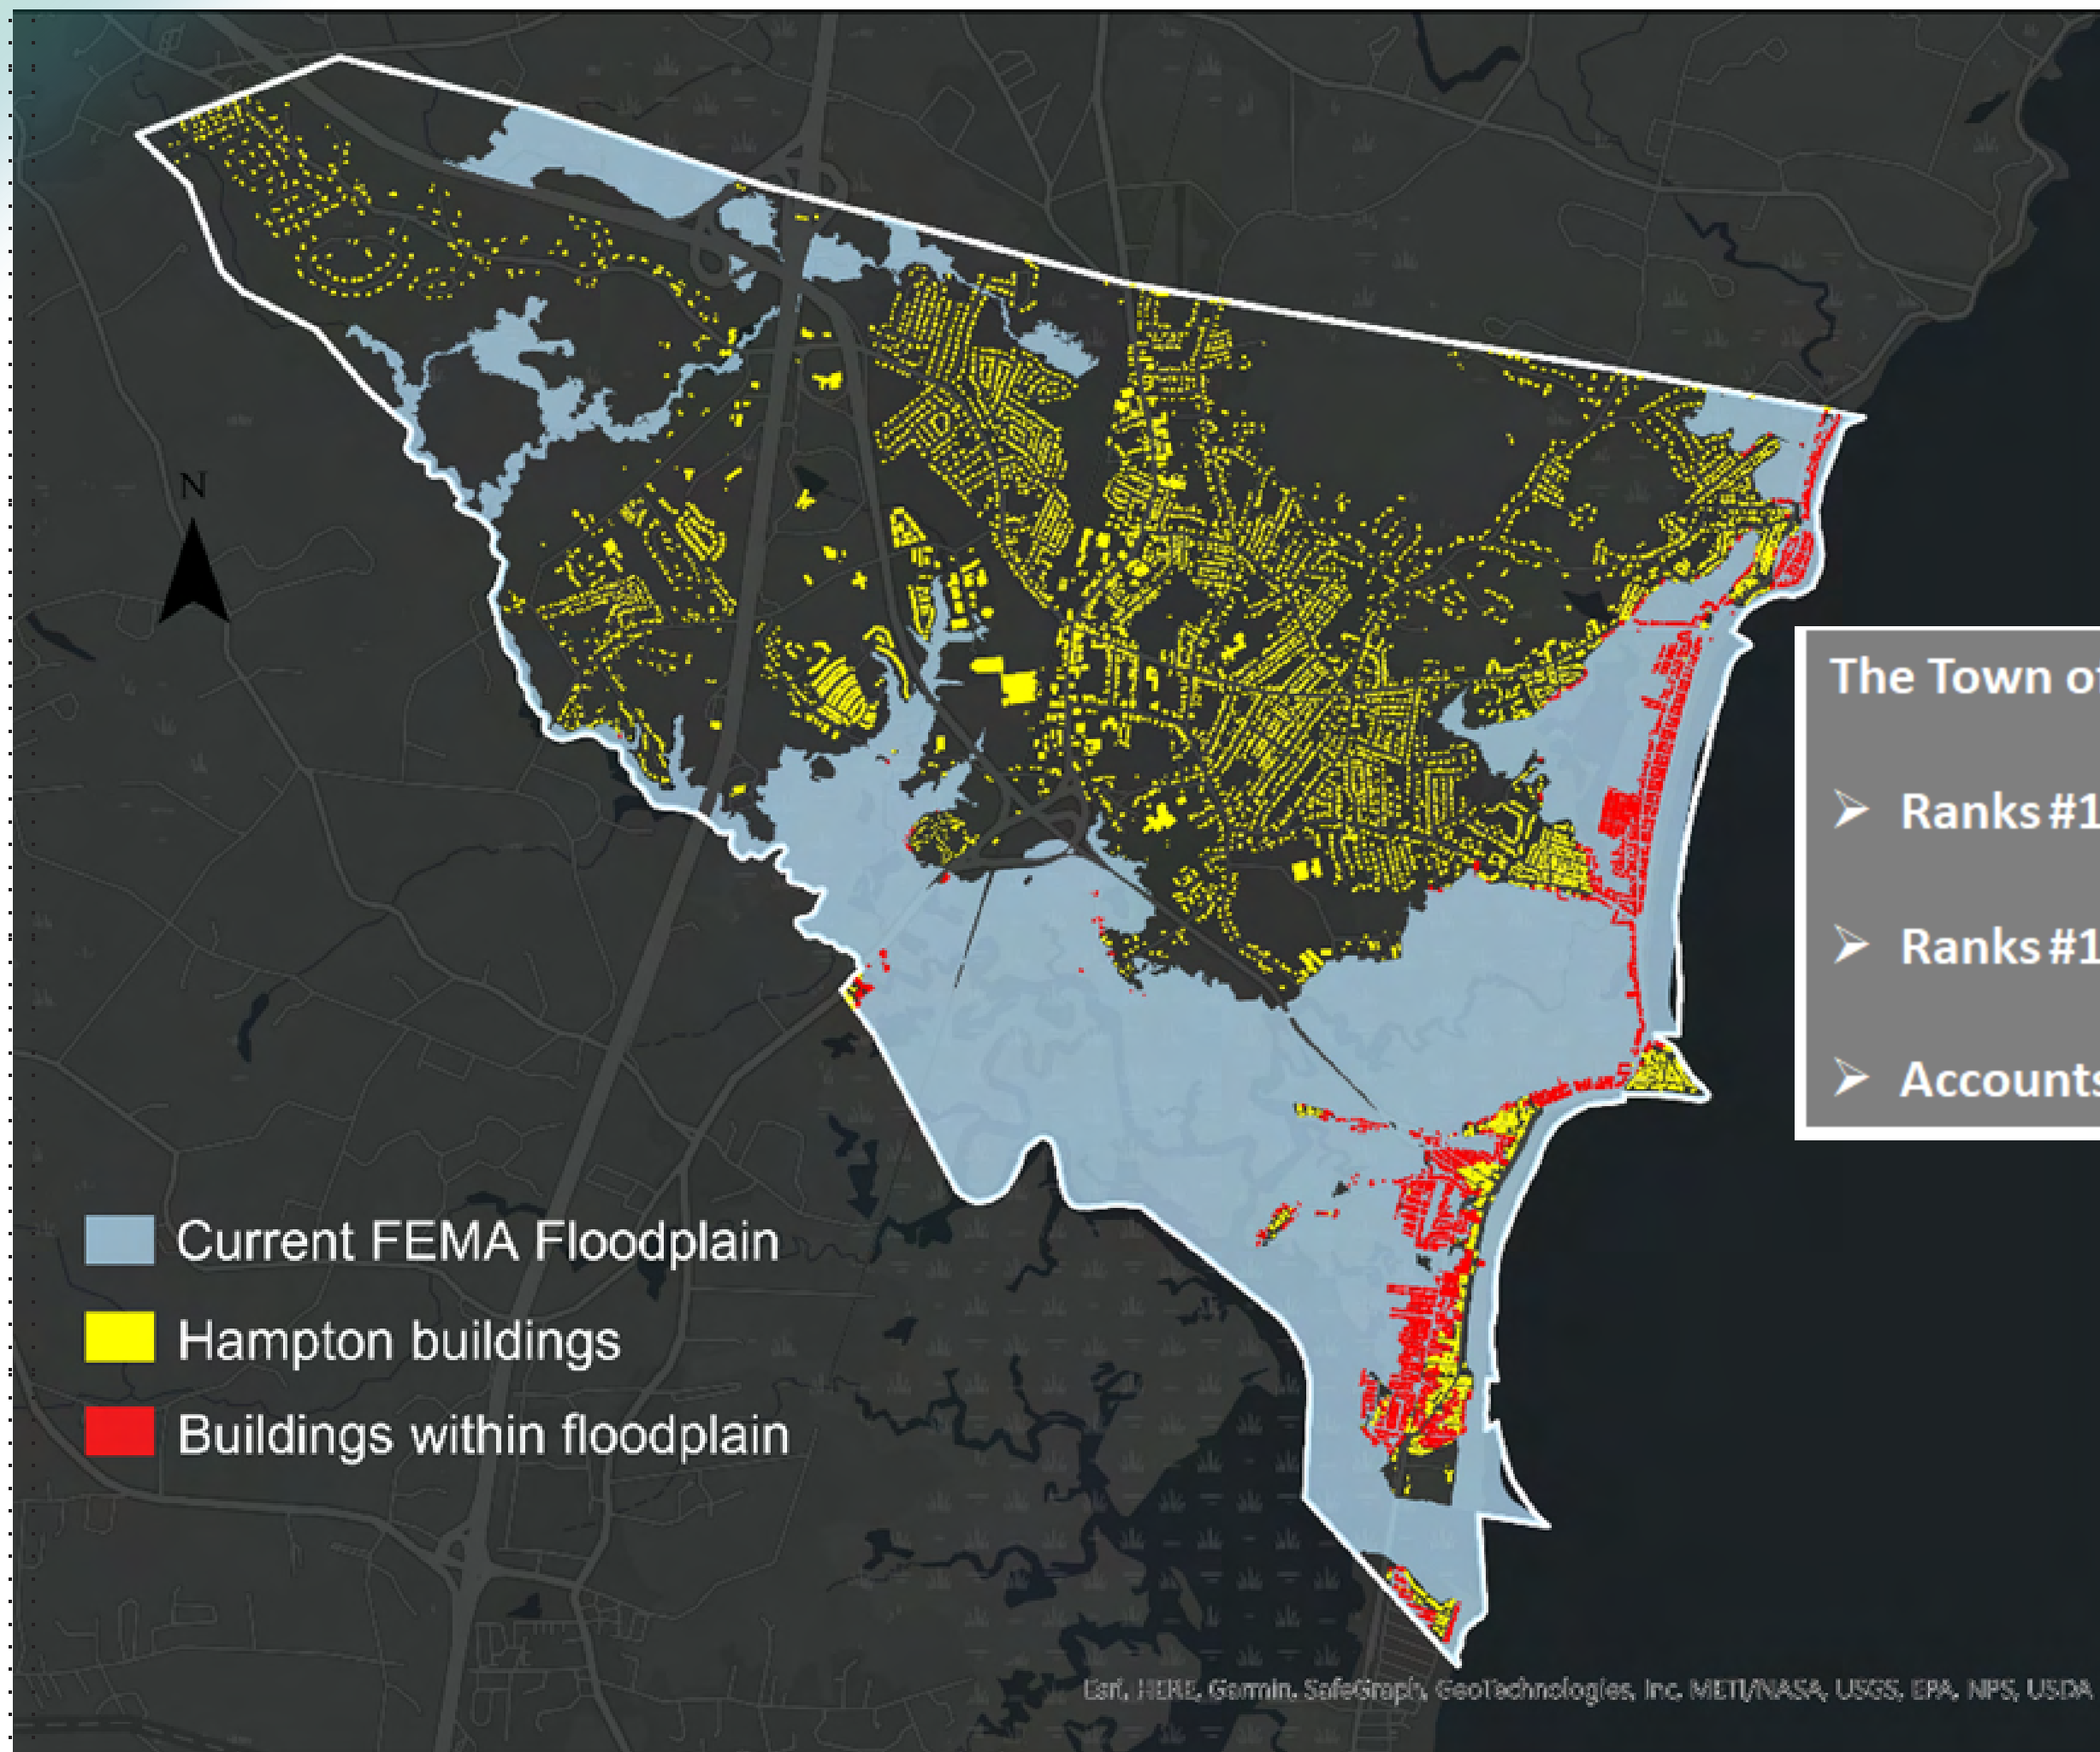 N
The Town of
➢ Ranks #1
➢ Ranks #1
➢ Accounts
Current FEMA Floodplain
Hampton buildings
Buildings within floodplain
Esri, HERE, Garmin, SafeGraph, GeoTechnologies, Inc, METI/NASA, USGS, EPA, NPS, USDA